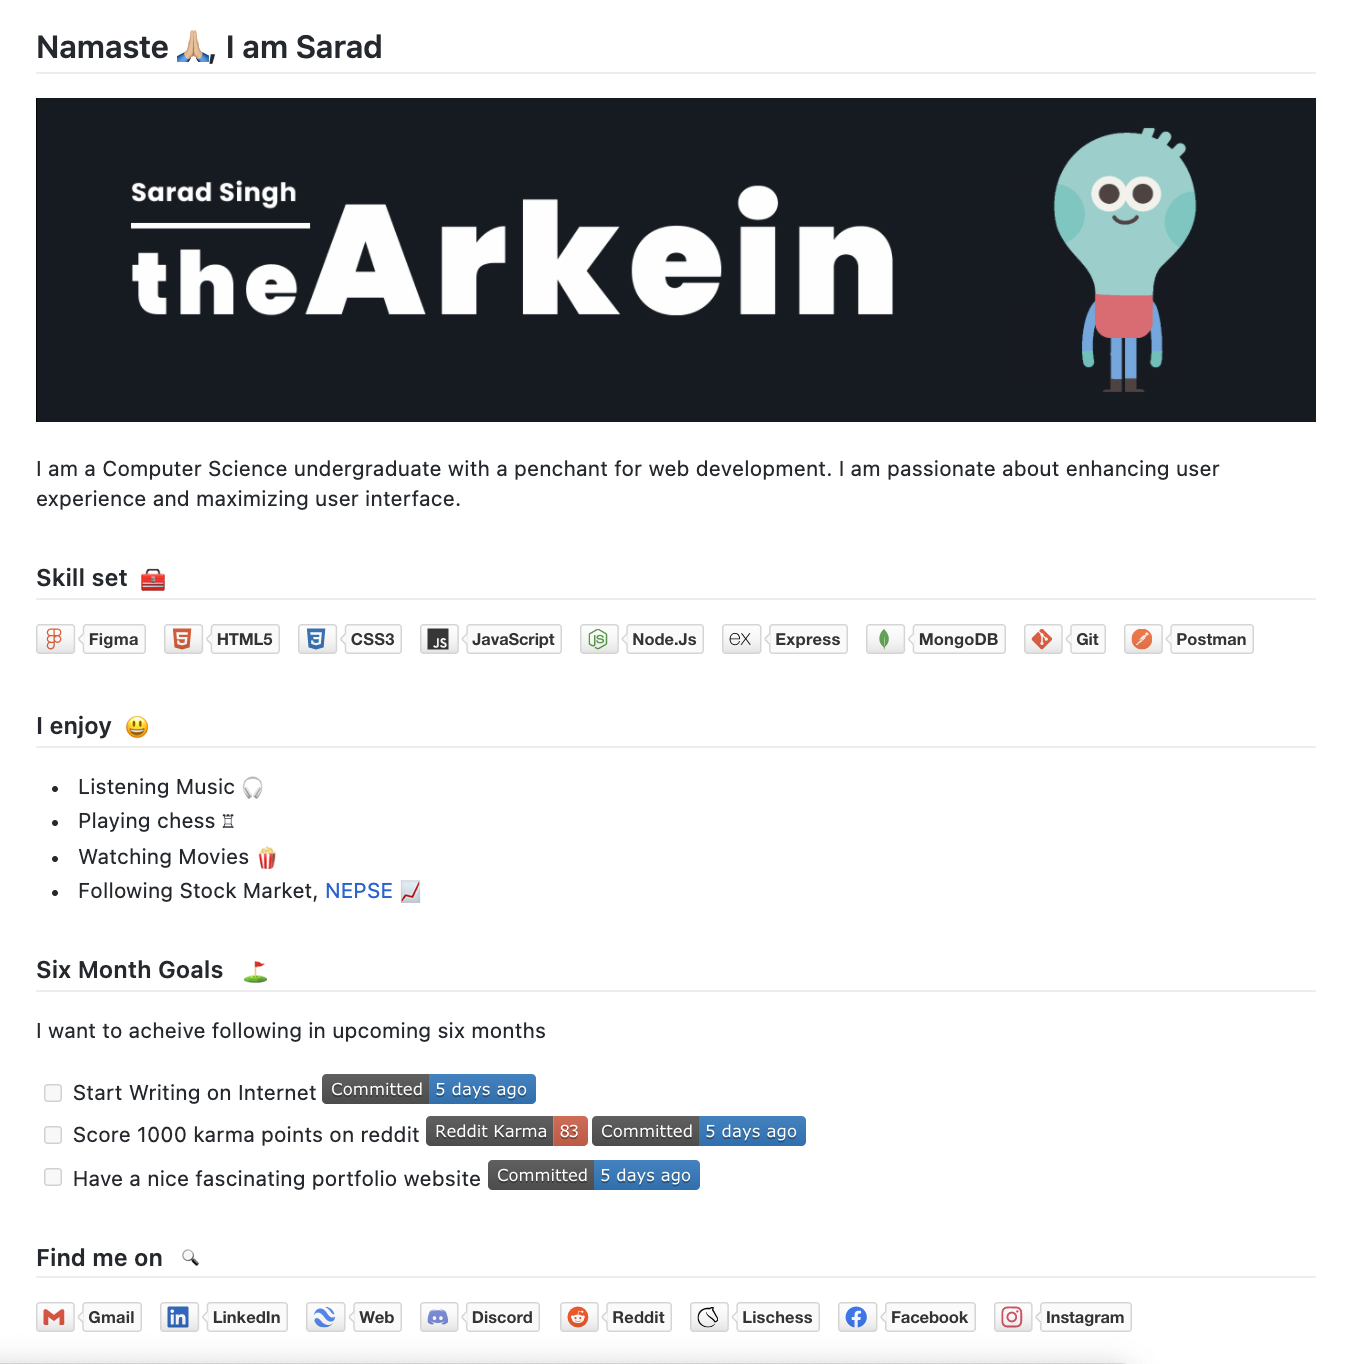 Namaste 🙏🏼, I am Sarad
Sarad Singh
theArkein
I am a Computer Science undergraduate with a penchant for web development. I am passionate about enhancing user
experience and maximizing user interface.
Skill set 🧰
Figma HTML5 CSS3 JS JavaScript JS Node.Js ex Express MongoDB Git Postman
I enjoy 😃
• Listening Music 🎧
• Playing chess ♖
• Watching Movies 🍿
• Following Stock Market, NEPSE 📈
Six Month Goals ⛳
I want to acheive following in upcoming six months
Start Writing on Internet Committed 5 days ago
Score 1000 karma points on reddit Reddit Karma 83 Committed 5 days ago
Have a nice fascinating portfolio website Committed 5 days ago
Find me on 🔍
Gmail in LinkedIn Web Discord Reddit Lischess Facebook Instagram